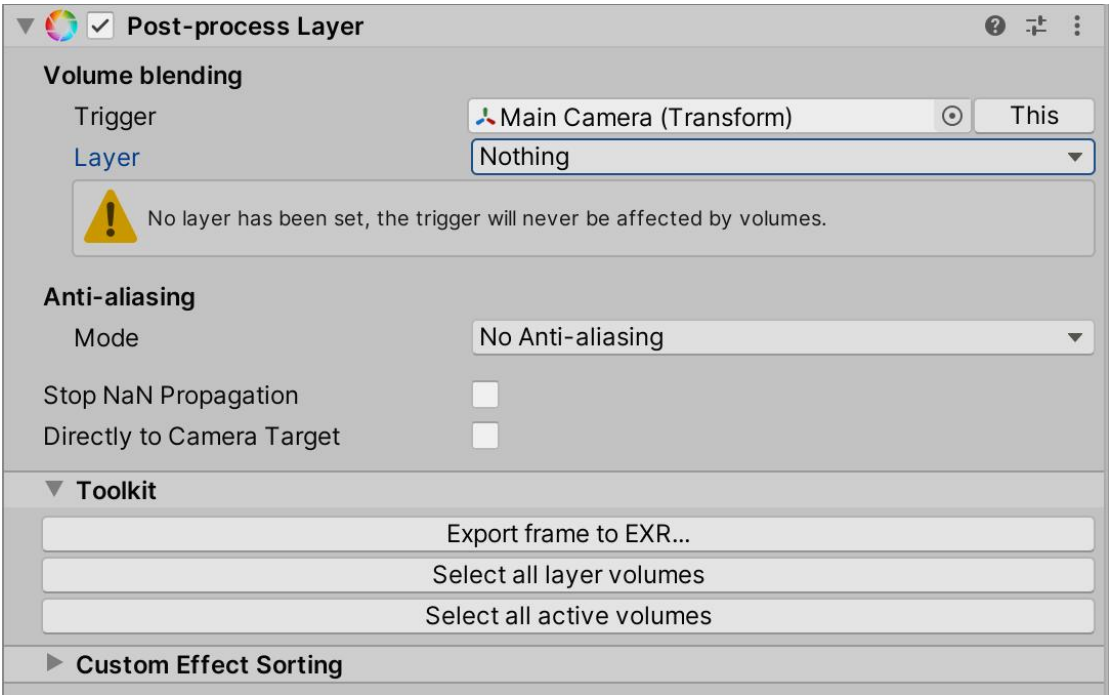 Post-process Layer
Volume blending
Trigger Main Camera (Transform) This
Layer Nothing
No layer has been set, the trigger will never be affected by volumes.
Anti-aliasing
Mode No Anti-aliasing
Stop NaN Propagation
Directly to Camera Target
Toolkit
Export frame to EXR...
Select all layer volumes
Select all active volumes
Custom Effect Sorting